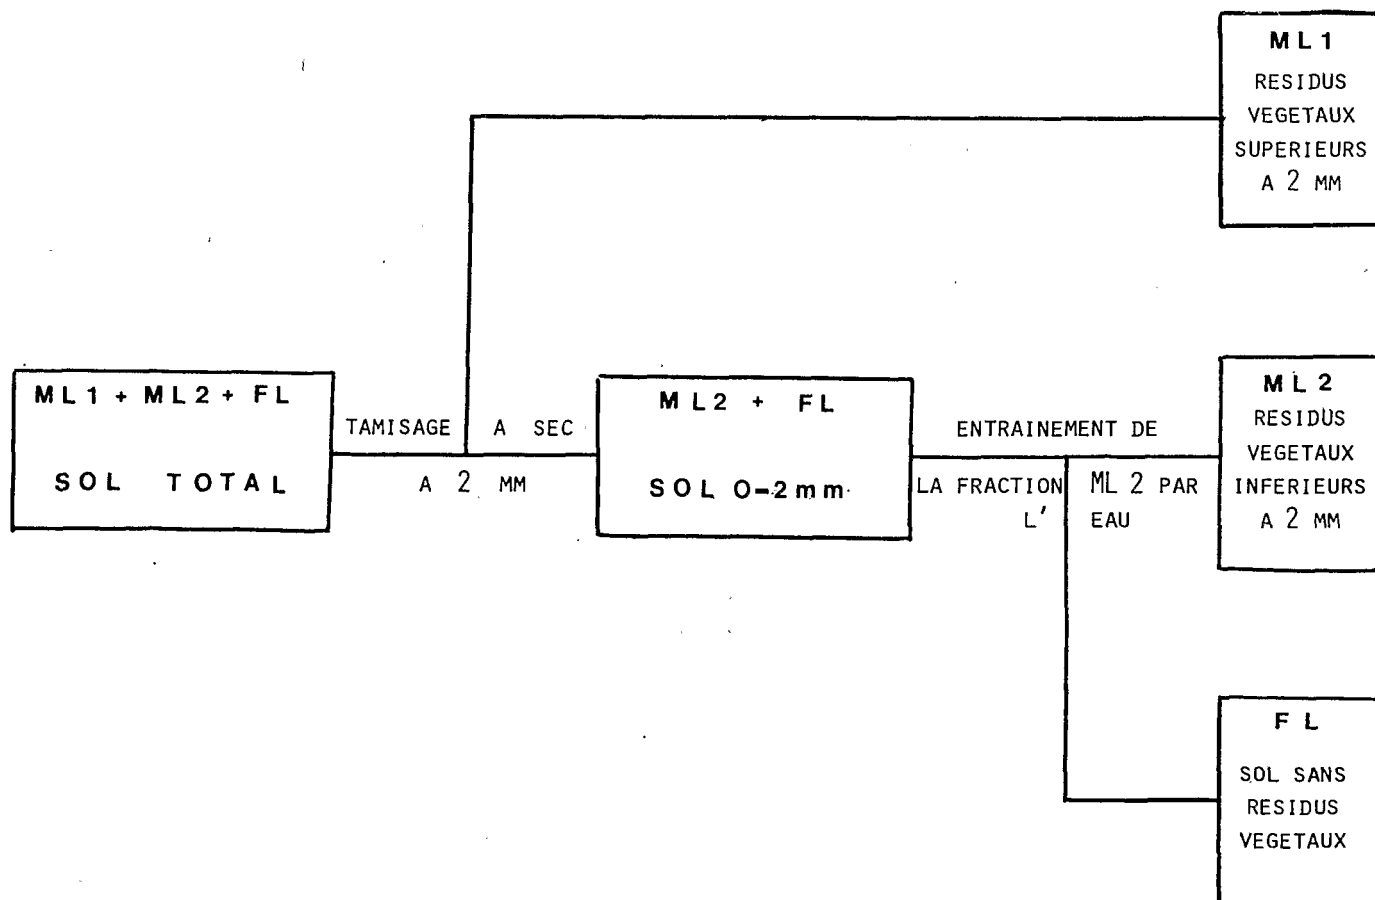 ML1
RESIDUS
VEGETAUX
SUPERIEURS
A 2 MM
ML1 + ML2 + FL
SOL TOTAL
TAMISAGE A SEC
A 2 MM
ML2 + FL
SOL 0-2mm
ENTRAINEMENT DE
LA FRACTION ML 2 PAR
L' EAU
ML 2
RESIDUS
VEGETAUX
INFERIEURS
A 2 MM
FL
SOL SANS
RESIDUS
VEGETAUX